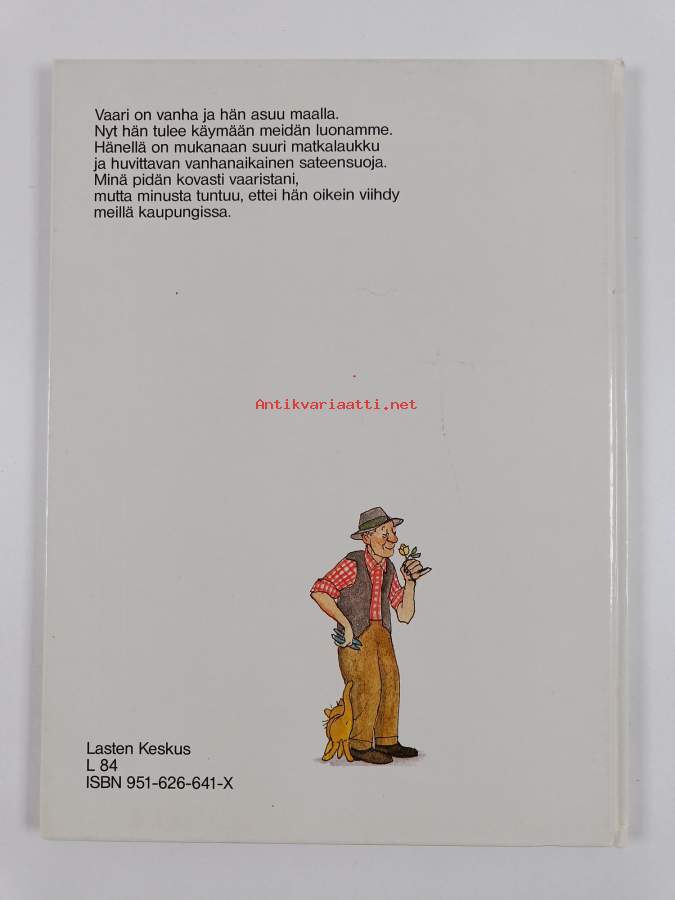 Vaari on vanha ja hän asuu maalla.
Nyt hän tulee käymään meidän luonamme.
Hänellä on mukanaan suuri matkalaukku
ja huvittavan vanhanaikainen sateensuoja.
Minä pidän kovasti vaaristani,
mutta minusta tuntuu, ettei hän oikein viihdy
meillä kaupungissa.
Antikvariaatti.net
Lasten Keskus
L 84
ISBN 951-626-641-X